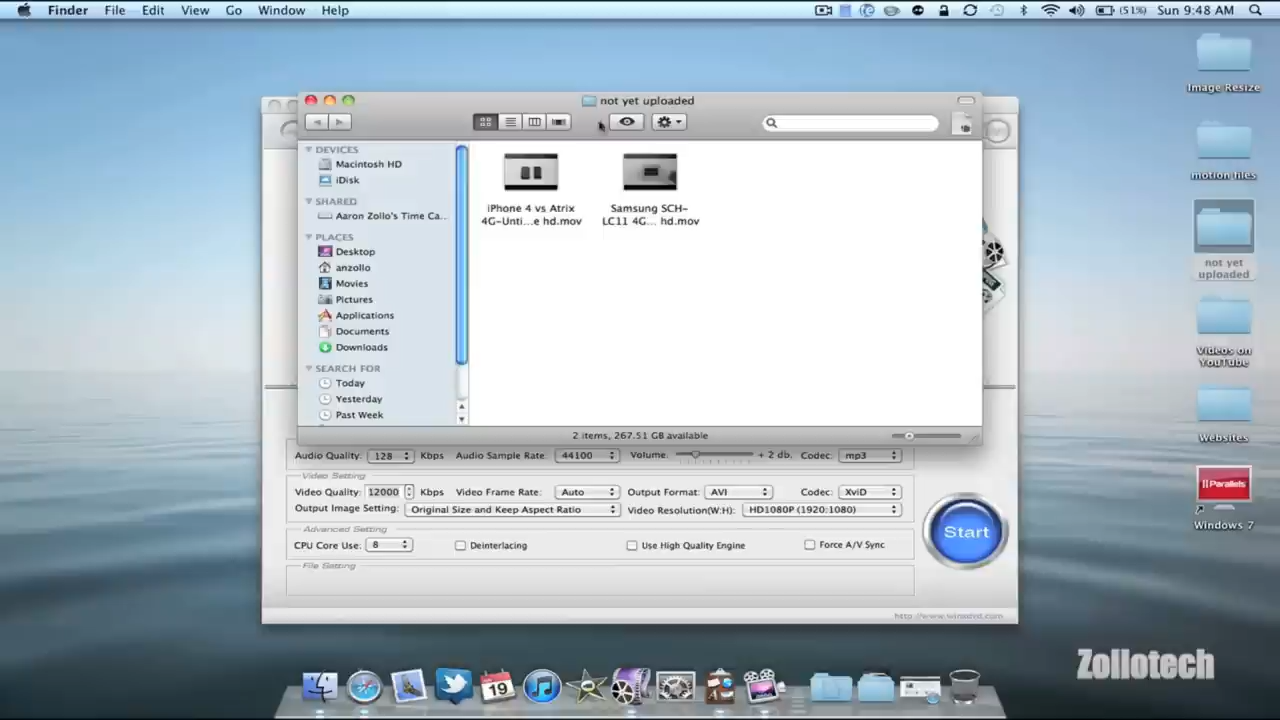 Finder File Edit View Go Window Help
(51%) Sun 9:48 AM
Image Resize
motion files
not yet
uploaded
Videos on
YouTube
Websites
Parallels
Windows 7
not yet uploaded
DEVICES
Macintosh HD
iDisk
SHARED
Aaron Zollo's Time Ca...
PLACES
Desktop
anzollo
Movies
Pictures
Applications
Documents
Downloads
SEARCH FOR
Today
Yesterday
Past Week
iPhone 4 vs Atrix
4G-Unti...e hd.mov
Samsung SCH-
LC11 4G... hd.mov
2 items, 267.51 GB available
Audio Quality: 128 Kbps Audio Sample Rate: 44100 Volume: + 2 db. Codec: mp3
Video Setting
Video Quality: 12000 Kbps Video Frame Rate: Auto Output Format: AVI Codec: XviD
Output Image Setting: Original Size and Keep Aspect Ratio Video Resolution(W:H): HD1080P (1920:1080)
Advanced Setting
CPU Core Use: 8 Deinterlacing Use High Quality Engine Force A/V Sync
File Setting
Start
http://www.winxdvd.com
19
Zollotech